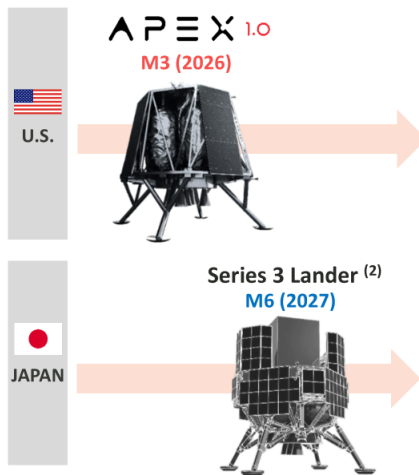 APEX 1.0
M3 (2026)
U.S.
Series 3 Lander (2)
M6 (2027)
JAPAN